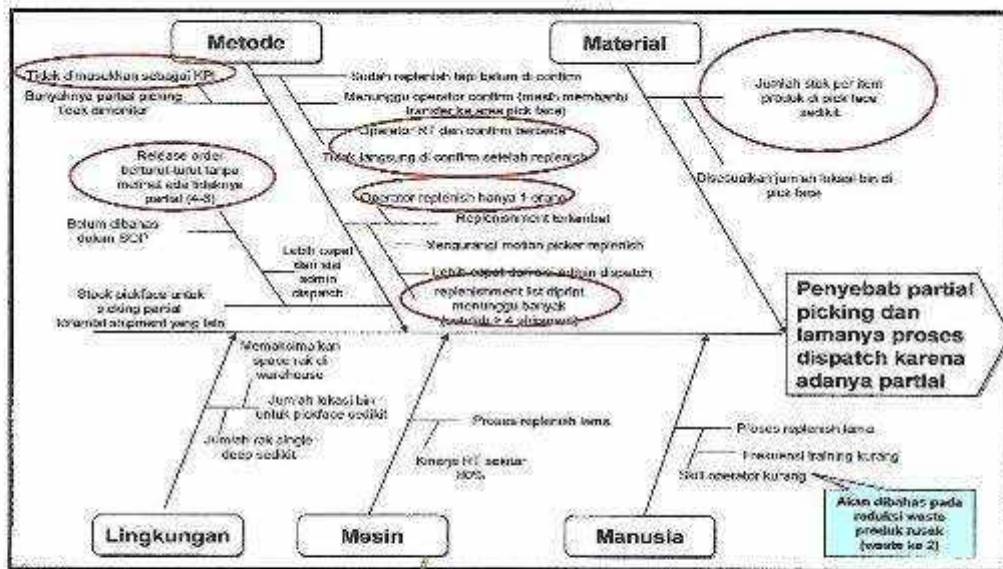 Metode
Material
Tidak dimasukkan sebagai KPI
Banyaknya partial picking
tidak dimonitor
Sudah replenish tapi belum di confirm
Menunggu operator confirm (masih membantu
transfer ke area pick face)
Operator RT dan confirm berbeda
Tidak langsung di confirm setelah replenish
Jumlah stok per item
produk di pick face
sedikit
Disesuaikan jumlah lokasi bin di
pick face
Release order
berturut-turut tanpa
melihat ada tidaknya
partial
Belum dibahas
dalam SOP
Lebih cepat
dari sisi
admin
dispatch
Operator replenish hanya 1 orang
Replenishment terlambat
Mengurangi motion picker replenish
Lebih cepat dari sisi admin dispatch
replenishment list diprint
menunggu banyak
Stock pickface untuk
picking partial
shipment yang lain
Penyebab partial
picking dan
lamanya proses
dispatch karena
adanya partial
Memaksimalkan
space rak di
warehouse
Jumlah lokasi bin
untuk pickface sedikit
Jumlah rak single
deep sedikit
Proses replenish lama
Kinerja RT sekitar
Proses replenish lama
Frekuensi training kurang
Skill operator kurang
Akan dibahas pada
reduksi waste
produk rusak
(waste ke 2)
Lingkungan
Mesin
Manusia